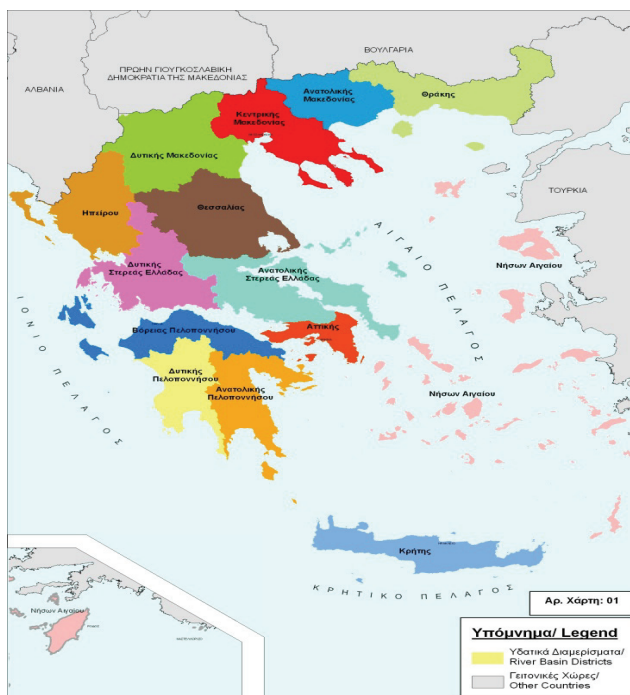 ΒΟΥΛΓΑΡΙΑ
ΠΡΩΗΝ ΓΙΟΥΓΚΟΣΛΑΒΙΚΗ
ΔΗΜΟΚΡΑΤΙΑ ΤΗΣ ΜΑΚΕΔΟΝΙΑΣ
ΑΛΒΑΝΙΑ
Ανατολικής
Μακεδονίας
Θράκης
Κεντρικής
Μακεδονίας
Δυτικής Μακεδονίας
ΤΟΥΡΚΙΑ
Ηπείρου
Θεσσαλίας
ΑΙΓΑΙΟ ΠΕΛΑΓΟΣ
Νήσων Αιγαίου
Δυτικής
Στερεάς Ελλάδας
Ανατολικής
Στερεάς Ελλάδας
ΙΟΝΙΟ ΠΕΛΑΓΟΣ
Βόρειας Πελοποννήσου
Αττικής
Δυτικής
Πελοποννήσου
Ανατολικής
Πελοποννήσου
Νήσων Αιγαίου
Κρήτης
ΚΡΗΤΙΚΟ ΠΕΛΑΓΟΣ
Νήσων Αιγαίου
Αρ. Χάρτη: 01
Υπόμνημα/ Legend
Υδατικά Διαμερίσματα/
River Basin Districts
Γειτονικές Χώρες/
Other Countries